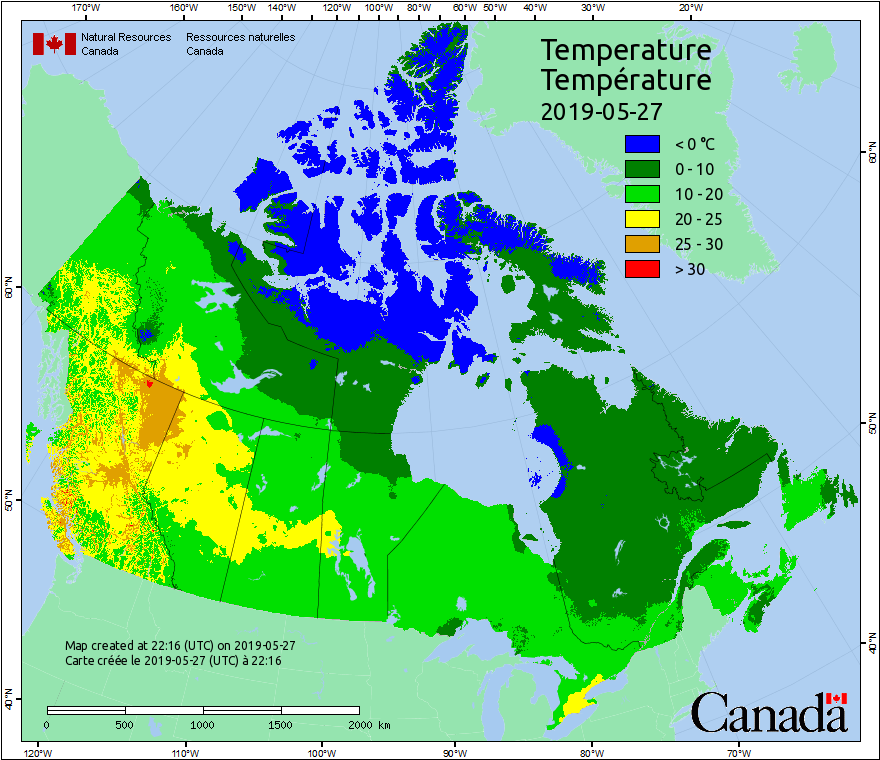 170°W 160°W 150°W 140°W 130°W 120°W 110°W 100°W 80°W 60°W 50°W 40°W 30°W 20°W
Natural Resources Ressources naturelles
Canada Canada
Temperature
Température
2019-05-27
< 0 °C
0 - 10
10 - 20
20 - 25
25 - 30
> 30
60°N 60°N
50°N 50°N
40°N 40°N
Map created at 22:16 (UTC) on 2019-05-27
Carte créée le 2019-05-27 (UTC) à 22:16
0 500 1000 1500 2000 km
Canada
120°W 110°W 100°W 90°W 80°W 70°W